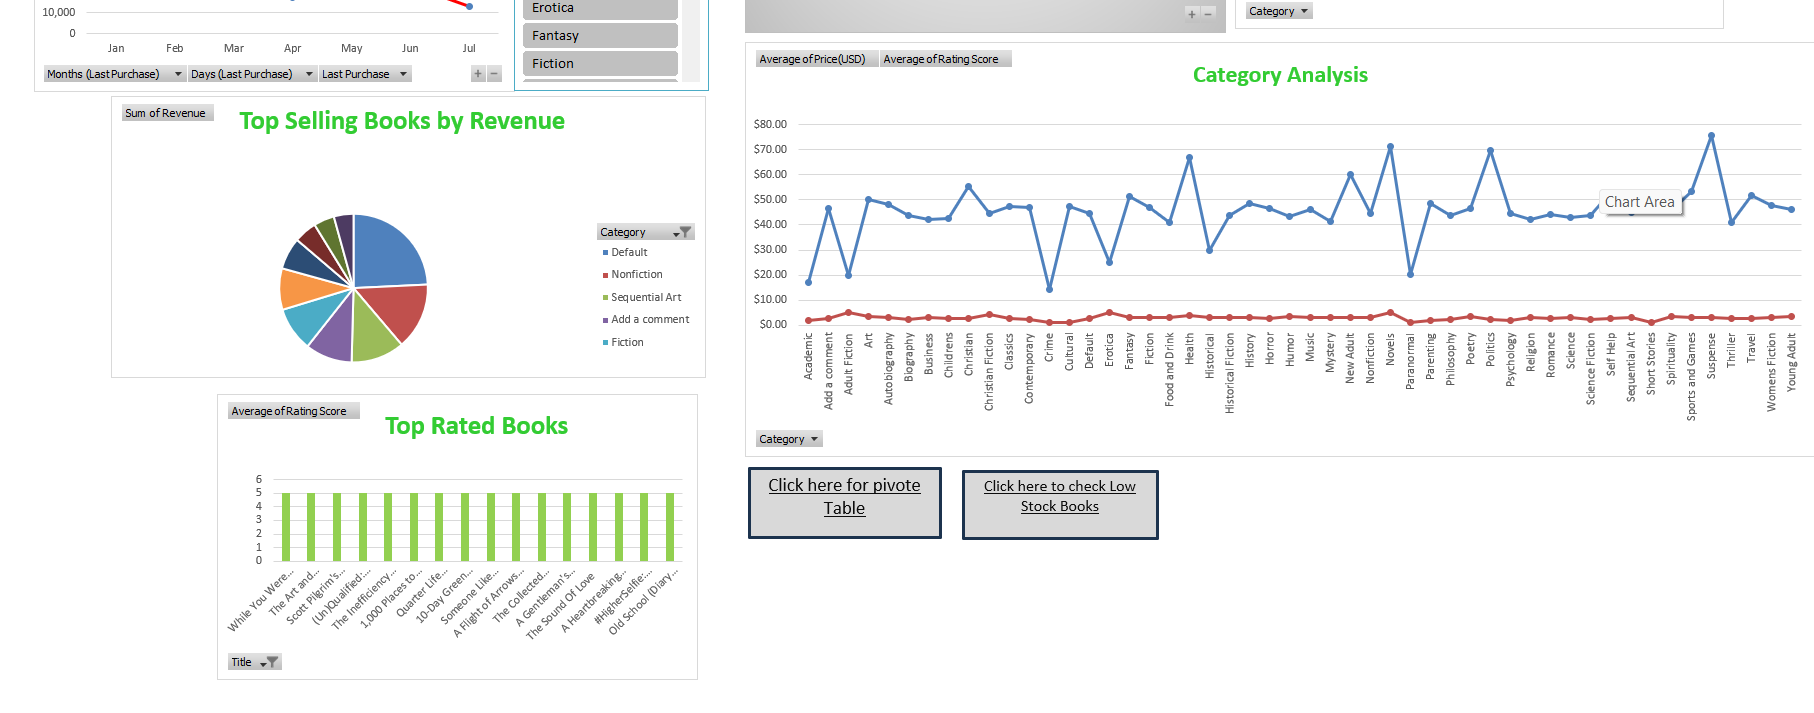 10,000
0
Jan Feb Mar Apr May Jun Jul
Months (Last Purchase) Days (Last Purchase) Last Purchase
Erotica
Fantasy
Fiction
Category
Sum of Revenue
Top Selling Books by Revenue
Category
Default
Nonfiction
Sequential Art
Add a comment
Fiction
Average of Rating Score
Top Rated Books
6
5
4
3
2
1
0
While You Were...
The Art and...
Scott Pilgrim's...
(Un)Qualified:...
The Inefficiency...
1,000 Places to...
Quarter Life...
10-Day Green...
Someone Like...
A Flight of Arrows...
The Collected...
A Gentleman's...
The Sound Of Love
A Heartbreaking...
#HigherSelfie:...
Old School (Diary...
Title
Average of Price(USD) Average of Rating Score
Category Analysis
$80.00
$70.00
$60.00
$50.00
$40.00
$30.00
$20.00
$10.00
$0.00
Chart Area
Academic
Add a comment
Adult Fiction
Art
Autobiography
Biography
Business
Childrens
Christian
Christian Fiction
Classics
Contemporary
Crime
Cultural
Default
Erotica
Fantasy
Fiction
Food and Drink
Health
Historical
Historical Fiction
History
Horror
Humor
Music
Mystery
New Adult
Nonfiction
Novels
Paranormal
Parenting
Philosophy
Poetry
Politics
Psychology
Religion
Romance
Science
Science Fiction
Self Help
Sequential Art
Short Stories
Spirituality
Sports and Games
Suspense
Thriller
Travel
Womens Fiction
Young Adult
Category
Click here for pivote
Table
Click here to check Low
Stock Books